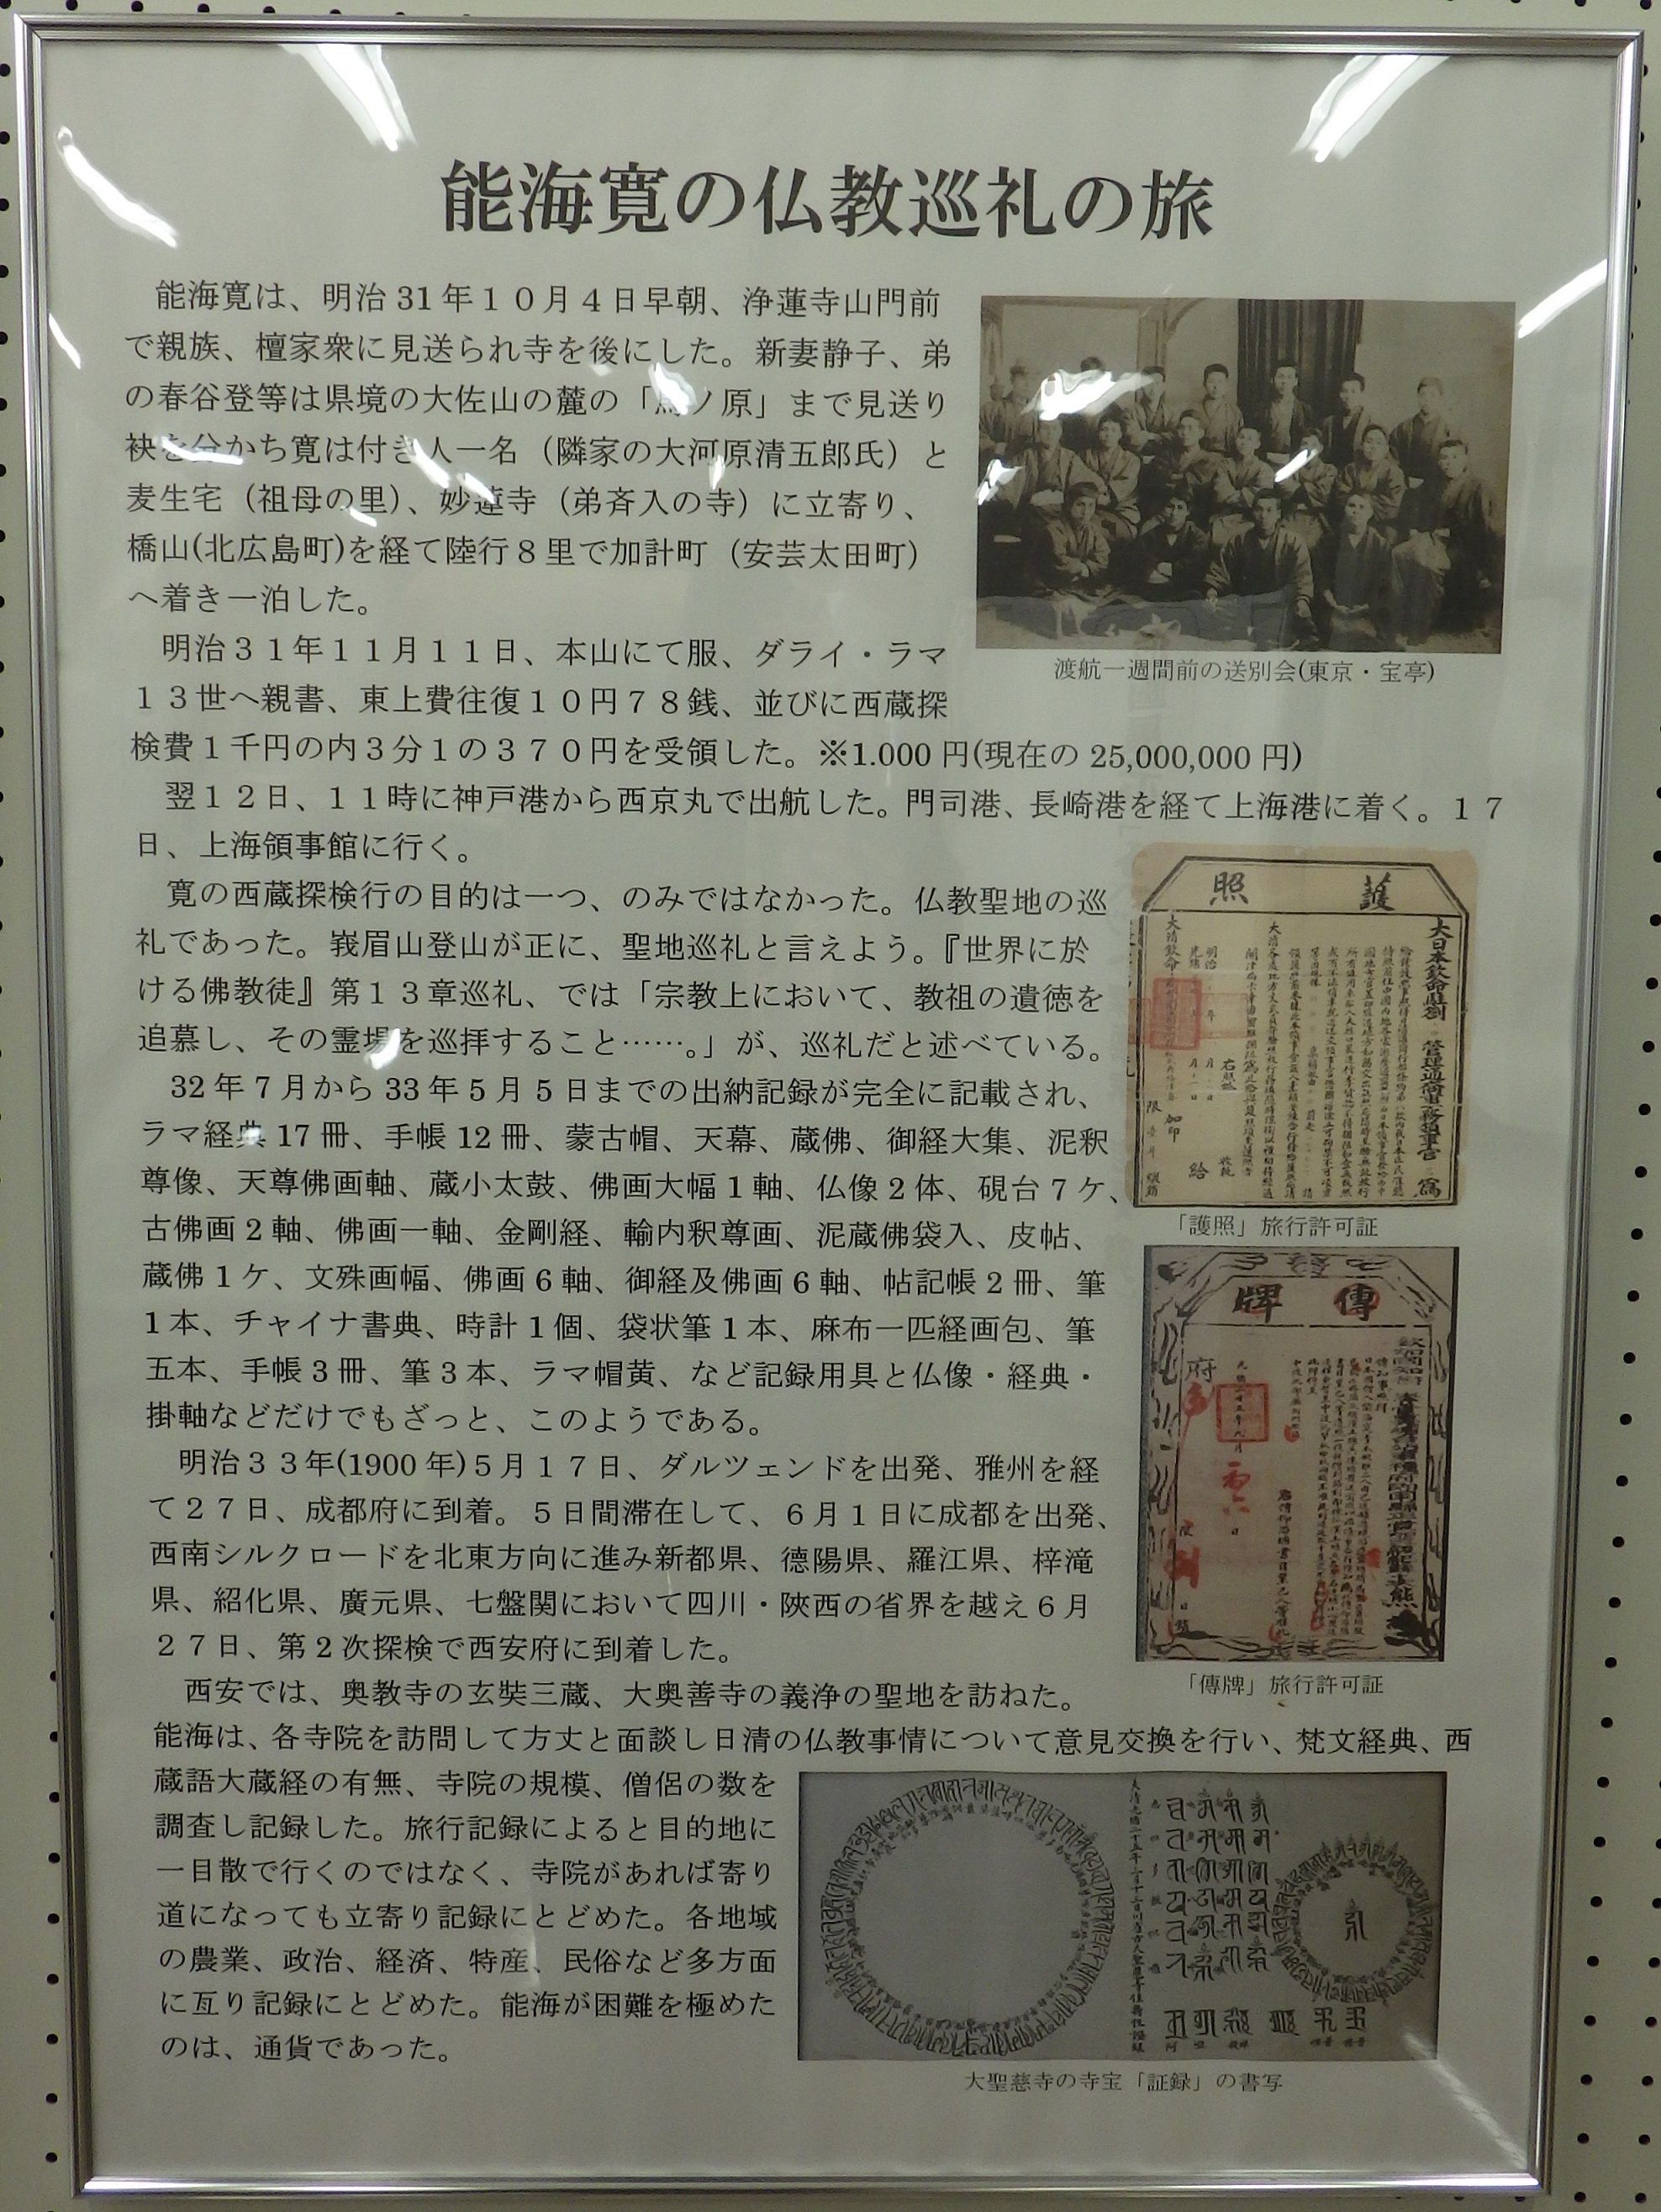 能海寛の仏教巡礼の旅
能海寛は、明治31年１０月４日早朝、浄蓮寺山門前
で親族、檀家衆に見送られ寺を後にした。新妻静子、弟
の春谷登等は県境の大佐山の麓の「ノ原」まで見送り
袂を分かち寛は付き人一名（隣家の大河原清五郎氏）と
麦生宅（祖母の里）、妙蓮寺（弟斉入の寺）に立寄り、
橋山(北広島町)を経て陸行８里で加計町（安芸太田町）
へ着き一泊した。
明治３１年１１月１１日、本山にて服、ダライ・ラマ
１３世へ親書、東上費往復１０円７８銭、並びに西蔵探
検費１千円の内３分１の３７０円を受領した。※1.000円(現在の25,000,000円)
翌１２日、１１時に神戸港から西京丸で出航した。門司港、長崎港を経て上海港に着く。１７
日、上海領事館に行く。
寛の西蔵探検行の目的は一つ、のみではなかった。仏教聖地の巡
礼であった。峩眉山登山が正に、聖地巡礼と言えよう。『世界に於
ける佛教徒』第１３章巡礼、では「宗教上において、教祖の遺徳を
追慕し、その霊場を巡拝すること……。」が、巡礼だと述べている。
32年7月から33年5月5日までの出納記録が完全に記載され、
ラマ経典17冊、手帳12冊、蒙古帽、天幕、蔵佛、御経大集、泥釈
尊像、天尊佛画軸、蔵小太鼓、佛画大幅1軸、仏像2体、硯台7ケ、
古佛画2軸、佛画一軸、金剛経、輸内釈尊画、泥蔵佛袋入、皮帖、
蔵佛1ケ、文殊画幅、佛画6軸、御経及佛画6軸、帖記帳2冊、筆
1本、チャイナ書典、時計1個、袋状筆1本、麻布一匹経画包、筆
五本、手帳3冊、筆3本、ラマ帽黄、など記録用具と仏像・経典・
掛軸などだけでもざっと、このようである。
明治３３年(1900年)５月１７日、ダルツェンドを出発、雅州を経
て２７日、成都府に到着。５日間滞在して、６月１日に成都を出発、
西南シルクロードを北東方向に進み新都県、徳陽県、羅江県、梓滝
県、紹化県、廣元県、七盤関において四川・陝西の省界を越え６月
２７日、第２次探検で西安府に到着した。
西安では、奥教寺の玄奘三蔵、大奥善寺の義浄の聖地を訪ねた。
能海は、各寺院を訪問して方丈と面談し日清の仏教事情について意見交換を行い、梵文経典、西
蔵語大蔵経の有無、寺院の規模、僧侶の数を
調査し記録した。旅行記録によると目的地に
一目散で行くのではなく、寺院があれば寄り
道になっても立寄り記録にとどめた。各地域
の農業、政治、経済、特産、民俗など多方面
に亙り記録にとどめた。能海が困難を極めた
のは、通貨であった。
渡航一週間前の送別会(東京・宝亭)
護照
「護照」旅行許可証
傳牌
府
「傳牌」旅行許可証
大聖慈寺の寺宝「証録」の書写